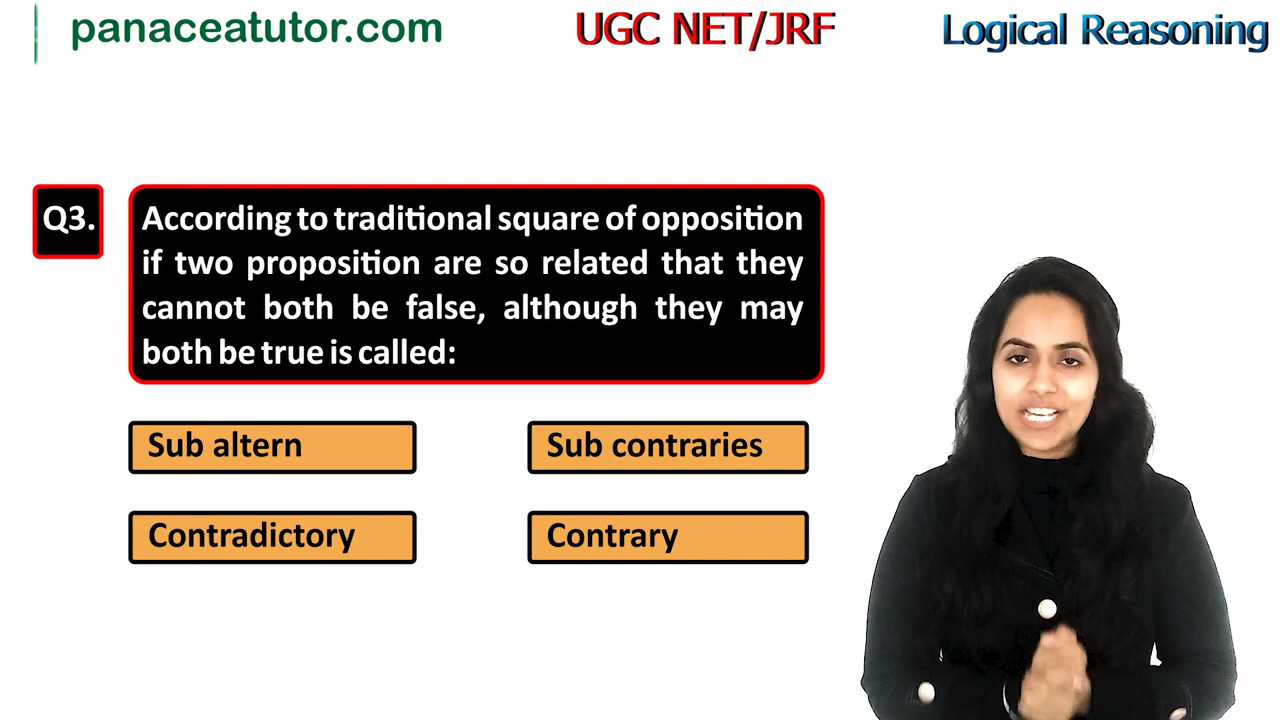 panaceatutor.com
UGC NET/JRF
Logical Reasoning
Q3.
According to traditional square of opposition
if two proposition are so related that they
cannot both be false, although they may
both be true is called:
Sub altern
Sub contraries
Contradictory
Contrary